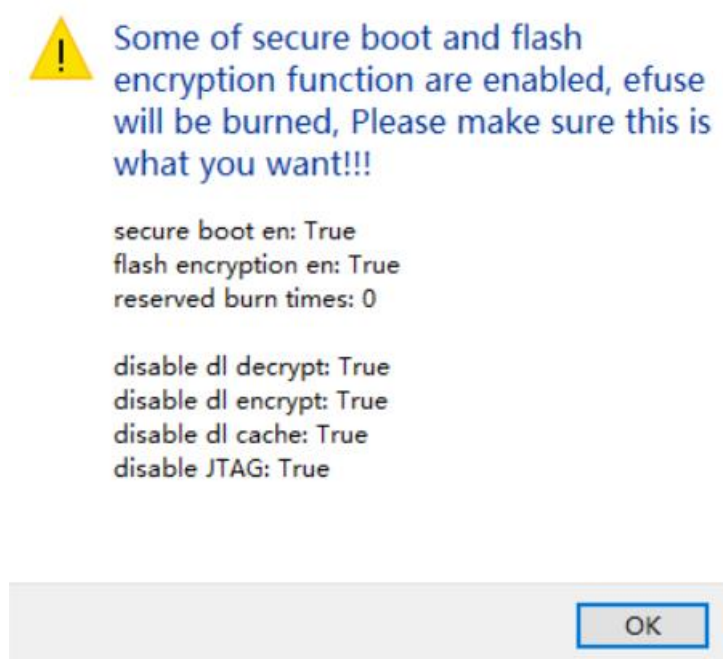 Some of secure boot and flash
encryption function are enabled, efuse
will be burned, Please make sure this is
what you want!!!
secure boot en: True
flash encryption en: True
reserved burn times: 0
disable dl decrypt: True
disable dl encrypt: True
disable dl cache: True
disable JTAG: True
OK